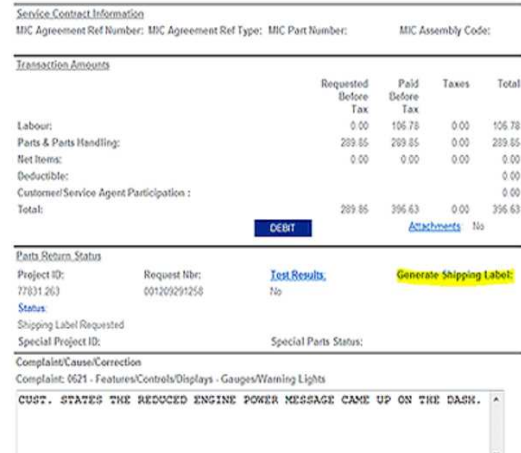 Service Contract Information
MIC Agreement Ref Number: MIC Agreement Ref Type: MIC Part Number: MIC Assembly Code:
Transaction Amounts
Requested Before Tax Paid Before Tax Taxes Total
Labour: 0.00 106.78 0.00 106.78
Parts & Parts Handling: 289.85 289.85 0.00 289.85
Net Items: 0.00 0.00 0.00 0.00
Deductible: 0.00
Customer/Service Agent Participation : 0.00
Total: 289.85 396.63 0.00 396.63
DEBIT Attachments No
Parts Return Status
Project ID: Request Nbr: Test Results: Generate Shipping Label:
77831.263 001209291258 No
Status:
Shipping Label Requested
Special Project ID: Special Parts Status:
Complaint/Cause/Correction
Complaint: 0621 - Features/Controls/Displays - Gauges/Warning Lights
CUST. STATES THE REDUCED ENGINE POWER MESSAGE CAME UP ON THE DASH.